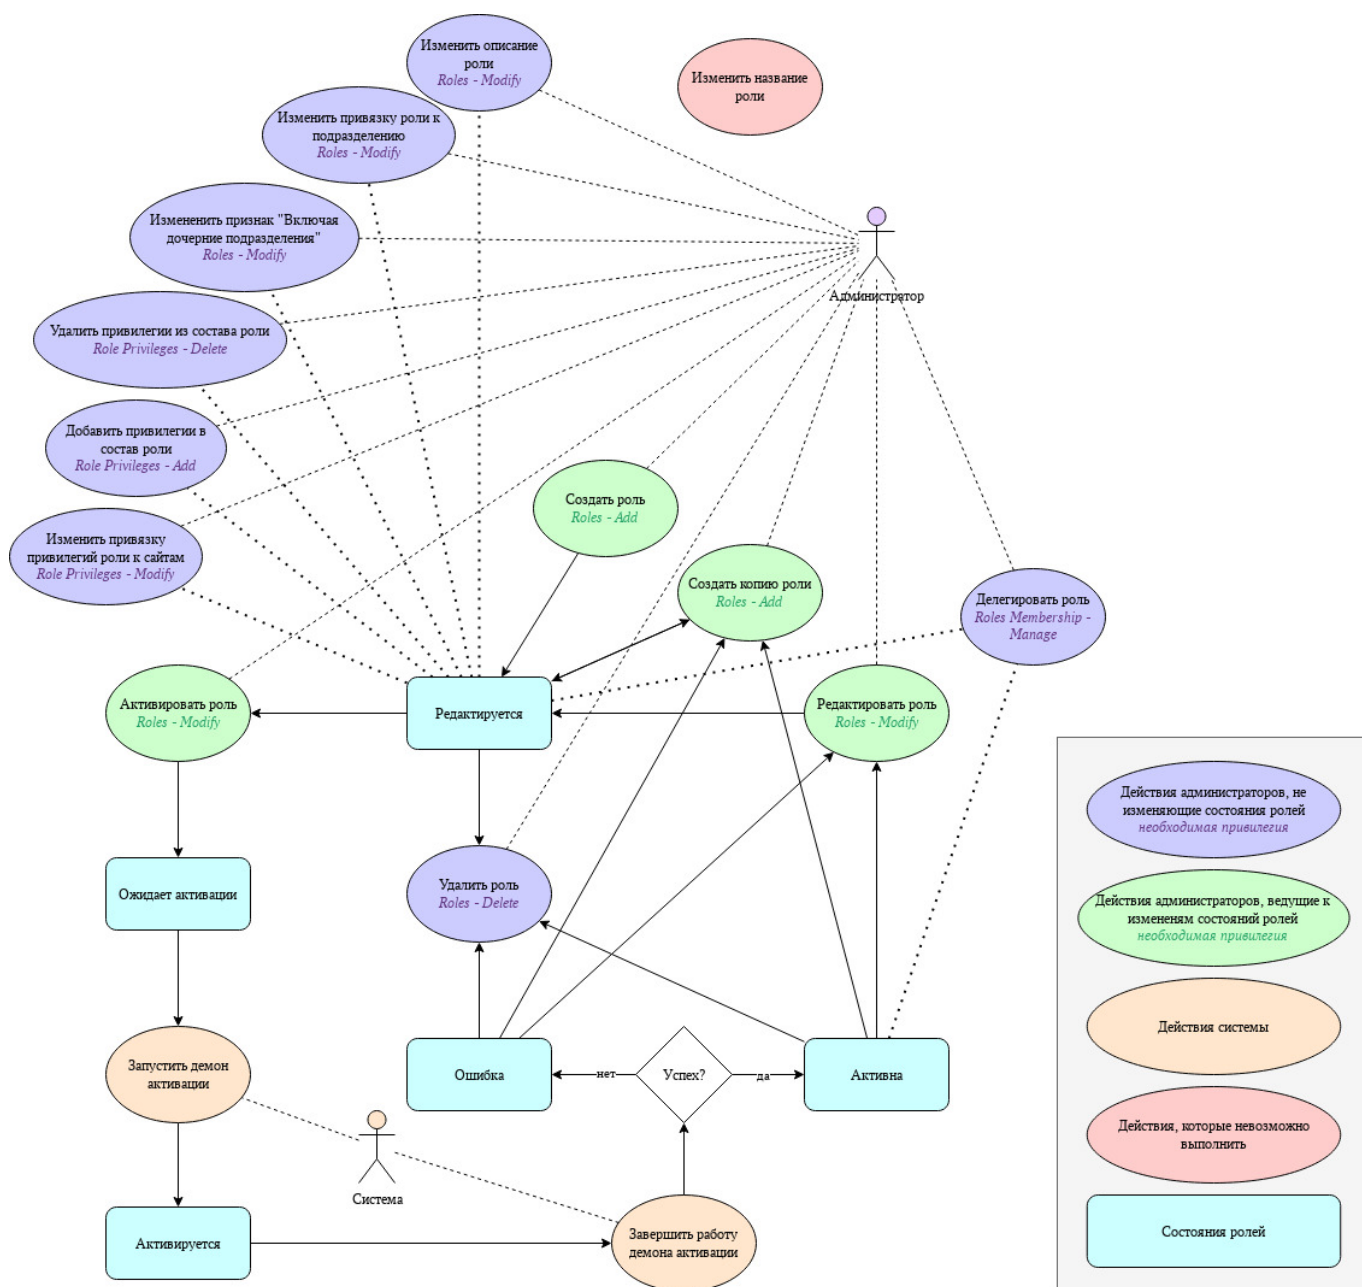 Изменить описание
роли
Roles - Modify
Изменить название
роли
Изменить привязку роли к
подразделению
Roles - Modify
Измененить признак "Включая
дочерние подразделения"
Roles - Modify
Администратор
Удалить привилегии из состава роли
Role Privileges - Delete
Добавить привилегии в
состав роли
Role Privileges - Add
Создать роль
Roles - Add
Изменить привязку
привилегий роли к сайтам
Role Privileges - Modify
Создать копию роли
Roles - Add
Делегировать роль
Roles Membership -
Manage
Активировать роль
Roles - Modify
Редактируется
Редактировать роль
Roles - Modify
Ожидает активации
Удалить роль
Roles - Delete
Запустить демон
активации
Ошибка
нет
Успех?
да
Активна
Система
Активируется
Завершить работу
демона активации
Действия администраторов, не
изменяющие состояния ролей
необходимая привилегия
Действия администраторов, ведущие к
измененям состояний ролей
необходимая привилегия
Действия системы
Действия, которые невозможно
выполнить
Состояния ролей